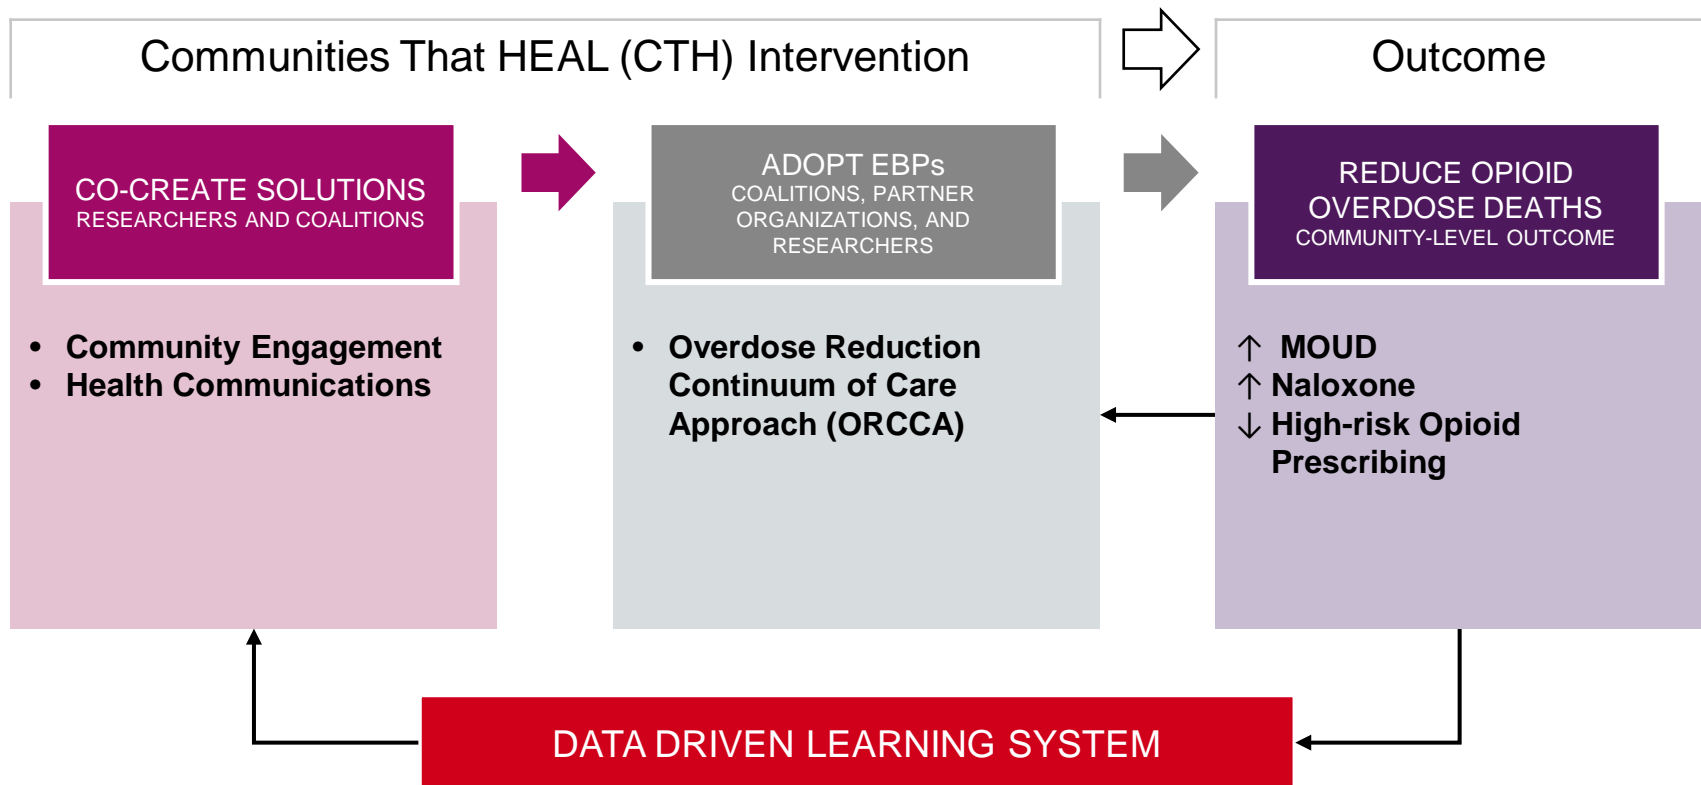 Communities That HEAL (CTH) Intervention
Outcome
CO-CREATE SOLUTIONS
RESEARCHERS AND COALITIONS
• Community Engagement
• Health Communications
ADOPT EBPs
COALITIONS, PARTNER
ORGANIZATIONS, AND
RESEARCHERS
• Overdose Reduction
Continuum of Care
Approach (ORCCA)
REDUCE OPIOID
OVERDOSE DEATHS
COMMUNITY-LEVEL OUTCOME
↑ MOUD
↑ Naloxone
↓ High-risk Opioid
Prescribing
DATA DRIVEN LEARNING SYSTEM